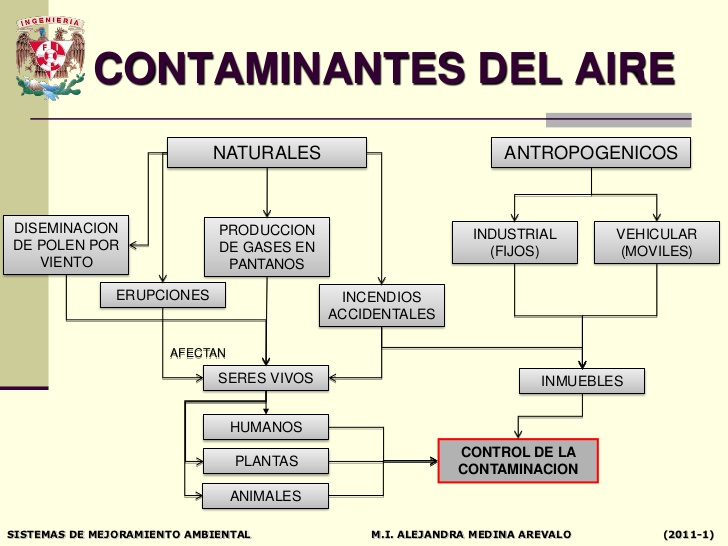 INGENIERIA
CONTAMINANTES DEL AIRE
NATURALES
ANTROPOGENICOS
DISEMINACION
DE POLEN POR
VIENTO
PRODUCCION
DE GASES EN
PANTANOS
INDUSTRIAL
(FIJOS)
VEHICULAR
(MOVILES)
ERUPCIONES
INCENDIOS
ACCIDENTALES
AFECTAN
SERES VIVOS
INMUEBLES
HUMANOS
PLANTAS
ANIMALES
CONTROL DE LA
CONTAMINACION
SISTEMAS DE MEJORAMIENTO AMBIENTAL
M.I. ALEJANDRA MEDINA AREVALO
(2011-1)